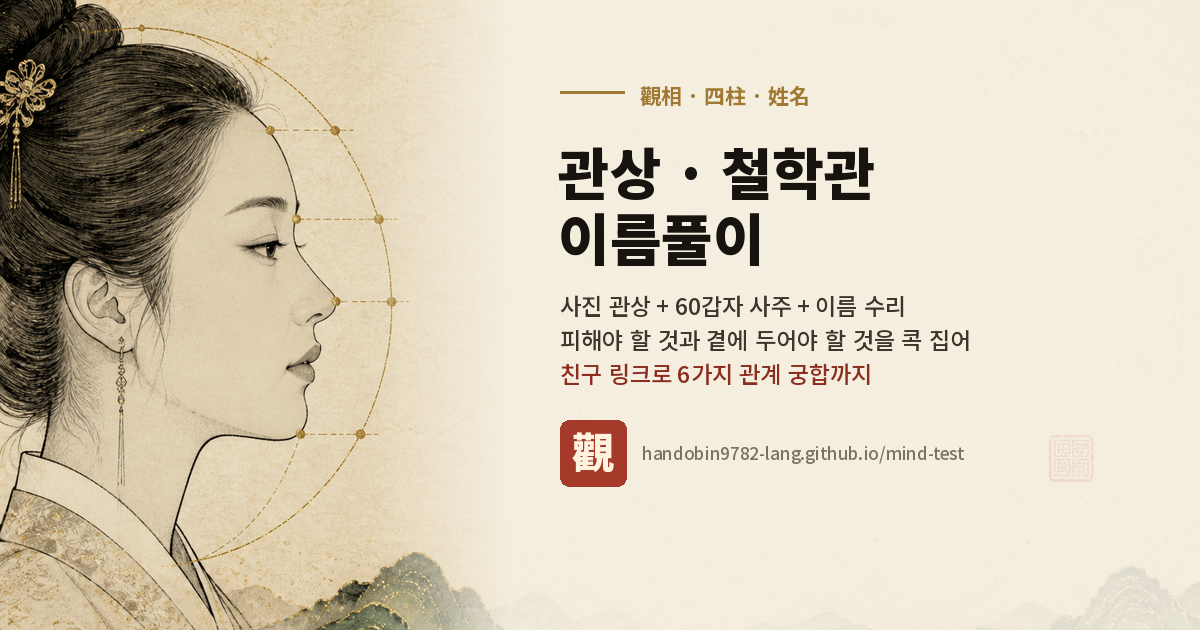 觀相 · 四柱 · 姓名
관상 · 철학관
이름풀이
사진 관상 + 60갑자 사주 + 이름 수리
피해야 할 것과 곁에 두어야 할 것을 콕 집어
친구 링크로 6가지 관계 궁합까지
觀
handobin9782-lang.github.io/mind-test